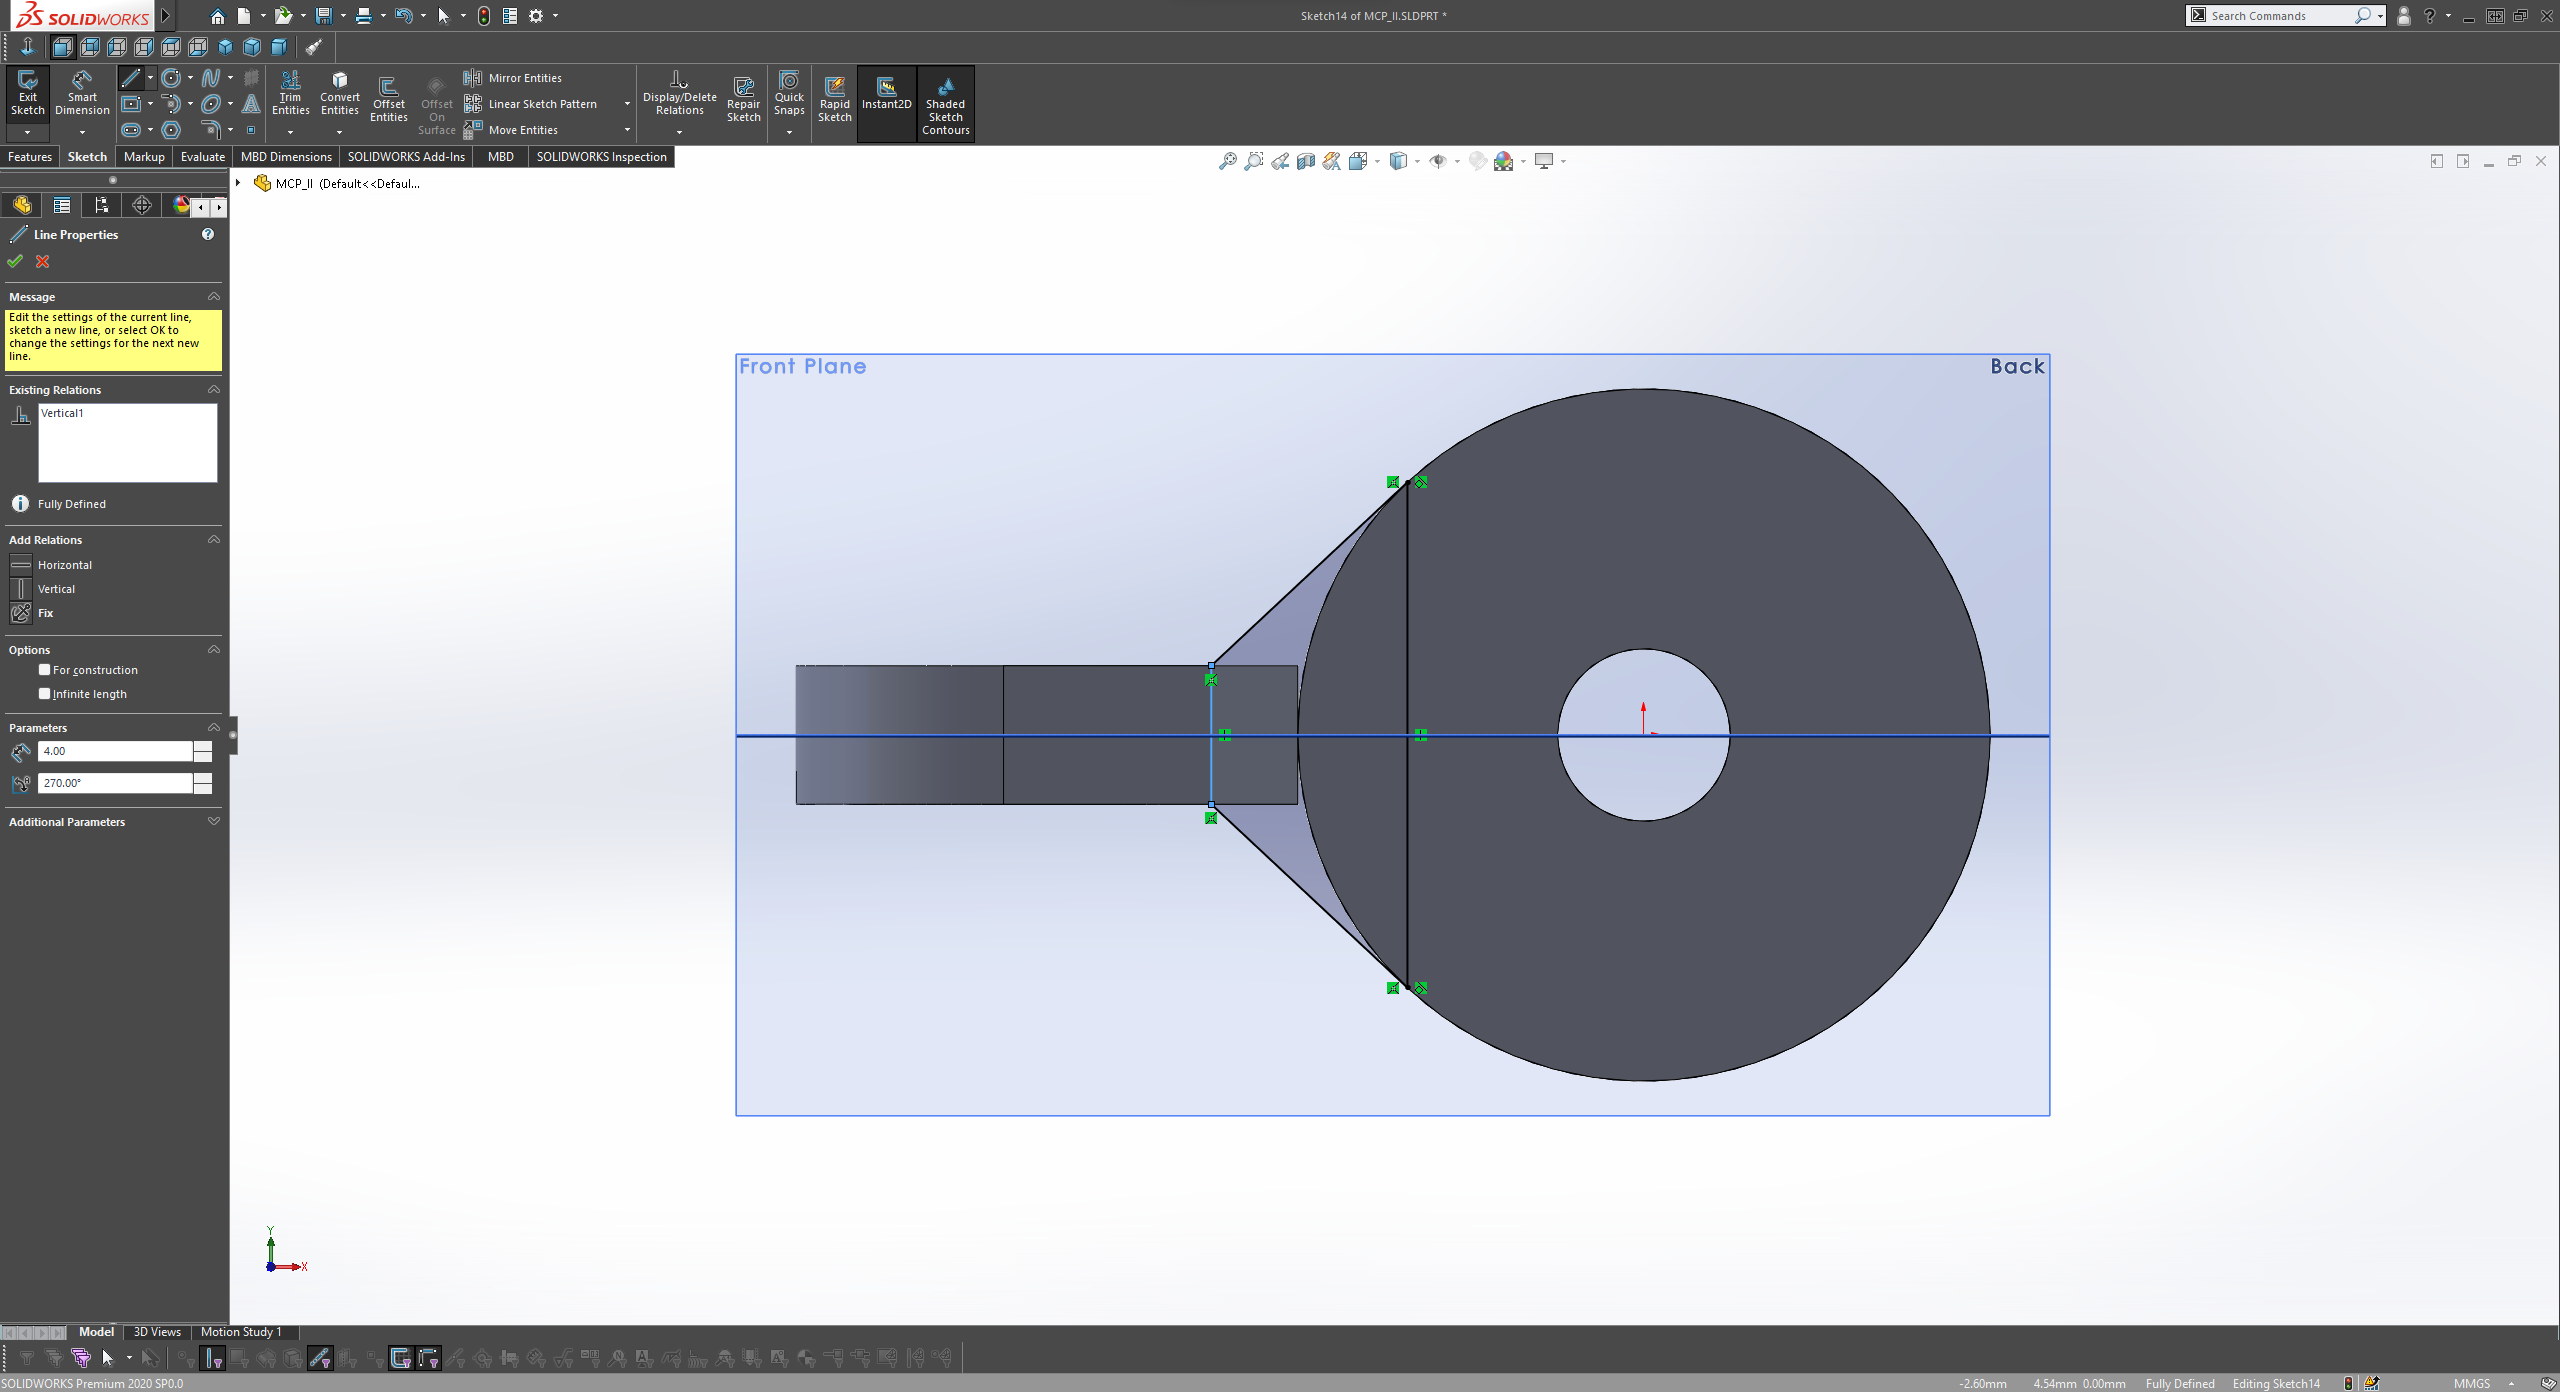 SOLIDWORKS
Sketch14 of MCP_II.SLDPRT *
Search Commands
Exit Sketch
Smart Dimension
Trim Entities
Convert Entities
Offset Entities
Offset On Surface
Mirror Entities
Linear Sketch Pattern
Move Entities
Display/Delete Relations
Repair Sketch
Quick Snaps
Rapid Sketch
Instant2D
Shaded Sketch Contours
Features
Sketch
Markup
Evaluate
MBD Dimensions
SOLIDWORKS Add-Ins
MBD
SOLIDWORKS Inspection
MCP_II (Default<<Defaul...
Line Properties
Message
Edit the settings of the current line,
sketch a new line, or select OK to
change the settings for the next new
line.
Existing Relations
Vertical1
Fully Defined
Add Relations
Horizontal
Vertical
Fix
Options
For construction
Infinite length
Parameters
4.00
270.00°
Additional Parameters
Front Plane
Back
Y
X
Model
3D Views
Motion Study 1
SOLIDWORKS Premium 2020 SP0.0
-2.60mm
4.54mm 0.00mm
Fully Defined
Editing Sketch14
MMGS